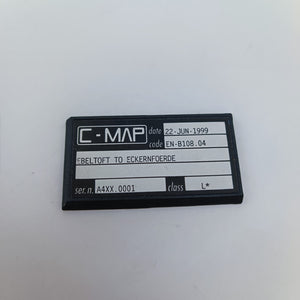 C-MAP date 22-JUN-1999
code EN-B108.04
EBELTOFT TO ECKERNFOERDE
ser.n. A4XX.0001 class L*